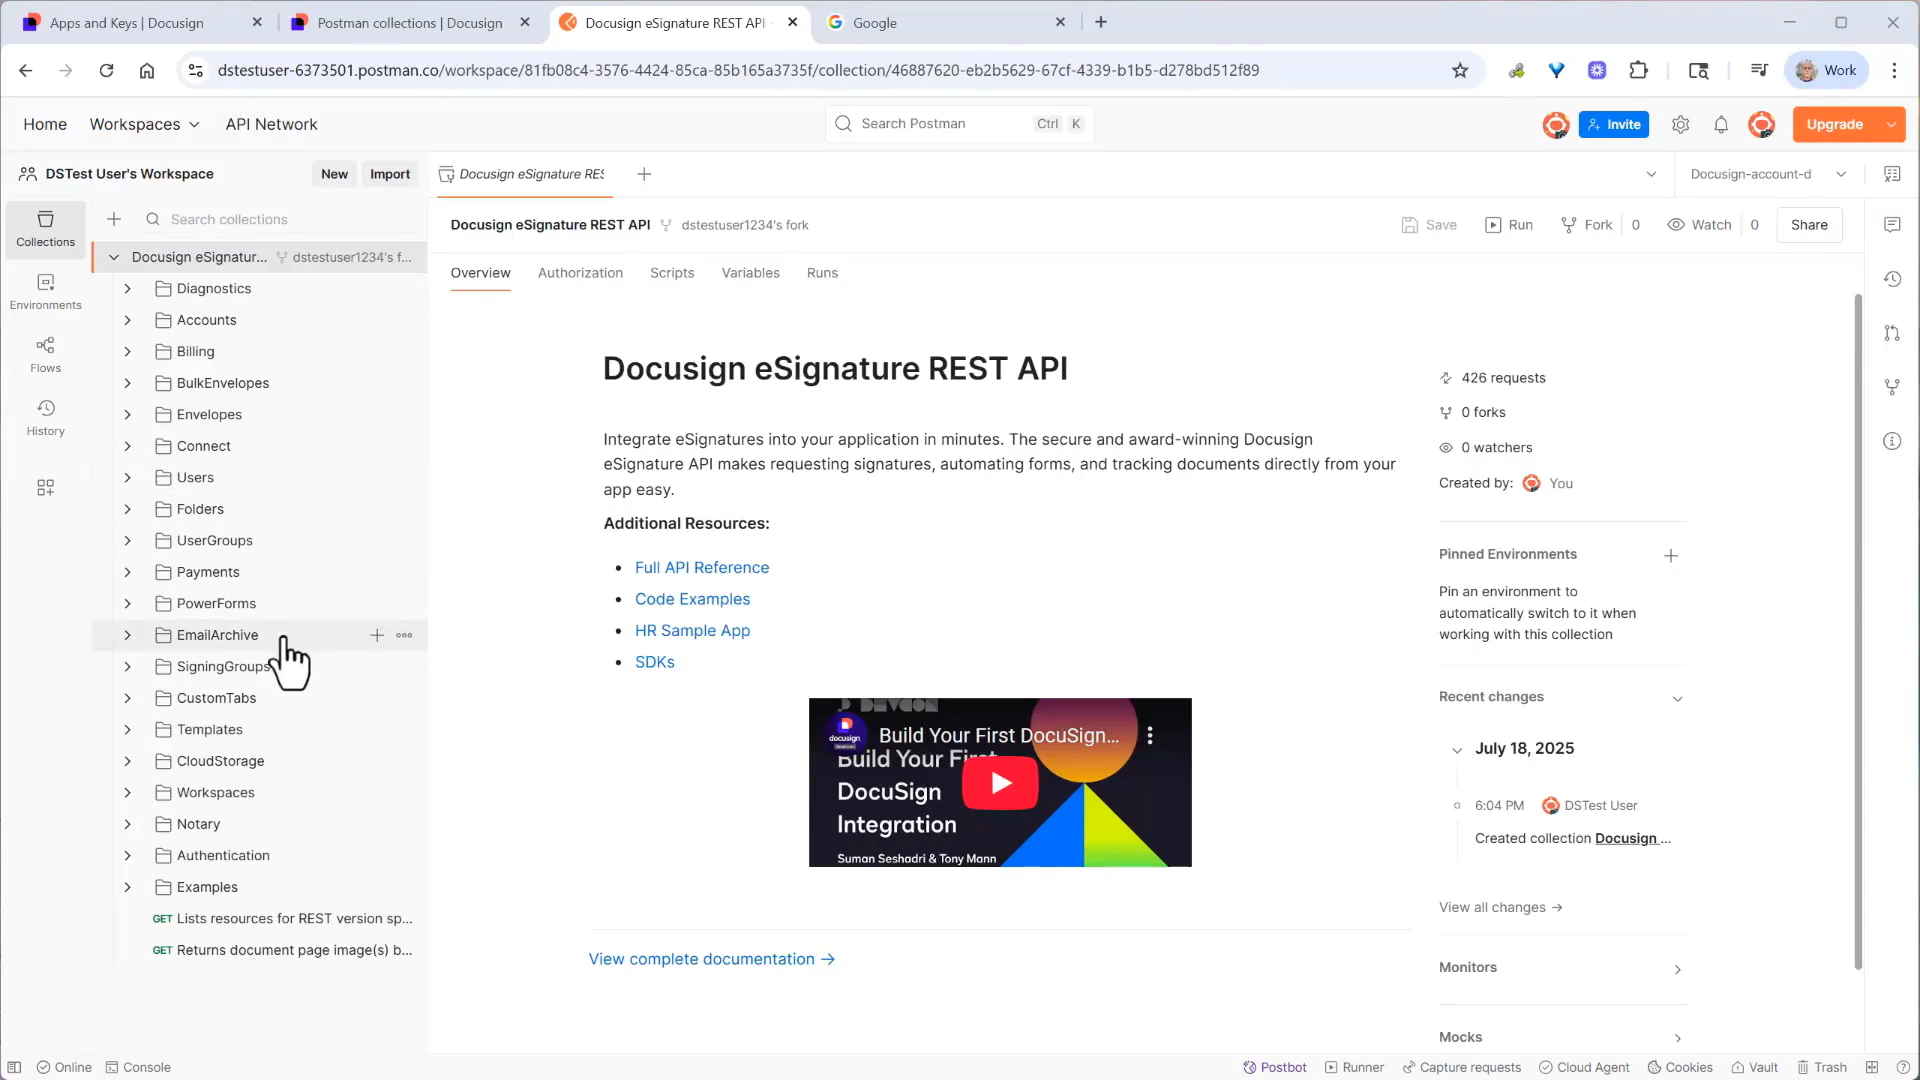 Apps and Keys | Docusign
Postman collections | Docusign
Docusign eSignature REST API
Google
dstestuser-6373501.postman.co/workspace/81fb08c4-3576-4424-85ca-85b165a3735f/collection/46887620-eb2b5629-67cf-4339-b1b5-d278bd512f89
Work
Home
Workspaces
API Network
Search Postman
Ctrl K
Invite
Upgrade
DSTest User's Workspace
New
Import
Docusign eSignature RES
Docusign-account-d
Collections
Search collections
Docusign eSignature REST API
dstestuser1234's fork
Save
Run
Fork 0
Watch 0
Share
Docusign eSignatur...
dstestuser1234's f...
Overview
Authorization
Scripts
Variables
Runs
Environments
Flows
History
Diagnostics
Accounts
Billing
BulkEnvelopes
Envelopes
Connect
Users
Folders
UserGroups
Payments
PowerForms
EmailArchive
SigningGroups
CustomTabs
Templates
CloudStorage
Workspaces
Notary
Authentication
Examples
GET Lists resources for REST version sp...
GET Returns document page image(s) b...
Docusign eSignature REST API
Integrate eSignatures into your application in minutes. The secure and award-winning Docusign
eSignature API makes requesting signatures, automating forms, and tracking documents directly from your
app easy.
Additional Resources:
Full API Reference
Code Examples
HR Sample App
SDKs
docusign
Build Your First DocuSign...
Build Your First
DocuSign
Integration
Suman Seshadri & Tony Mann
View complete documentation →
426 requests
0 forks
0 watchers
Created by: You
Pinned Environments
Pin an environment to
automatically switch to it when
working with this collection
Recent changes
July 18, 2025
6:04 PM DSTest User
Created collection Docusign ...
View all changes →
Monitors
Mocks
Online
Console
Postbot
Runner
Capture requests
Cloud Agent
Cookies
Vault
Trash